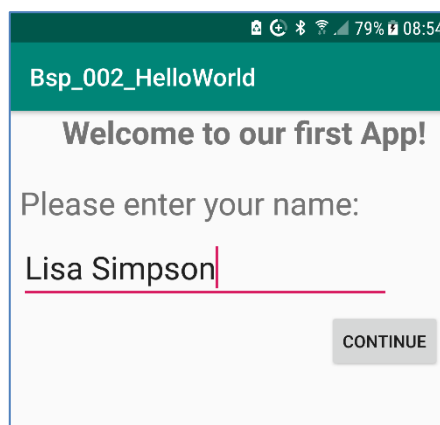 79% 08:54
Bsp_002_HelloWorld
Welcome to our first App!
Please enter your name:
Lisa Simpson
CONTINUE